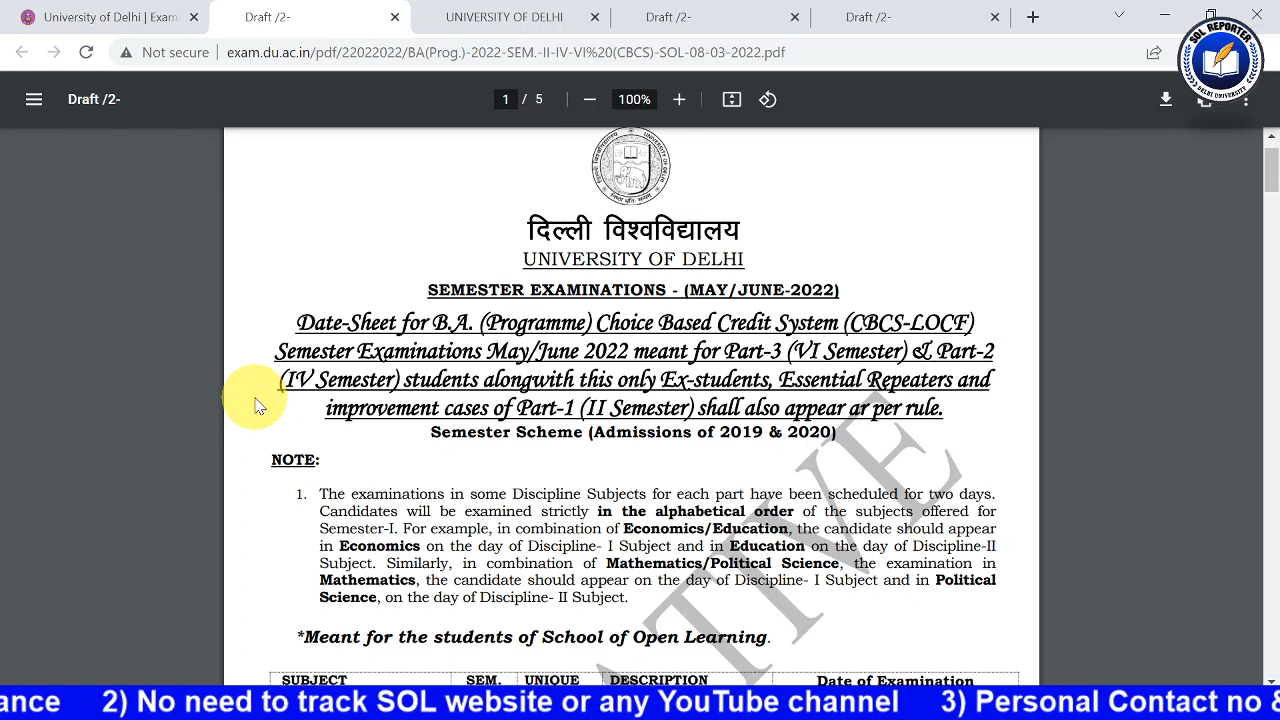 University of Delhi | Exami
Draft /2-
UNIVERSITY OF DELHI
Draft /2-
Draft /2-
Not secure
exam.du.ac.in/pdf/22022022/BA(Prog.)-2022-SEM.-II-IV-VI%20(CBCS)-SOL-08-03-2022.pdf
SOL REPORTER
DELHI UNIVERSITY
Draft /2-
1 / 5
100%
दिल्ली विश्वविद्यालय
UNIVERSITY OF DELHI
SEMESTER EXAMINATIONS - (MAY/JUNE-2022)
Date-Sheet for B.A. (Programme) Choice Based Credit System (CBCS-LOCF)
Semester Examinations May/June 2022 meant for Part-3 (VI Semester) & Part-2
(IV Semester) students alongwith this only Ex-students, Essential Repeaters and
improvement cases of Part-1 (II Semester) shall also appear ar per rule.
Semester Scheme (Admissions of 2019 & 2020)
NOTE:
1. The examinations in some Discipline Subjects for each part have been scheduled for two days.
Candidates will be examined strictly in the alphabetical order of the subjects offered for
Semester-I. For example, in combination of Economics/Education, the candidate should appear
in Economics on the day of Discipline- I Subject and in Education on the day of Discipline-II
Subject. Similarly, in combination of Mathematics/Political Science, the examination in
Mathematics, the candidate should appear on the day of Discipline- I Subject and in Political
Science, on the day of Discipline- II Subject.
*Meant for the students of School of Open Learning.
ATIVE
SUBJECT SEM. UNIQUE DESCRIPTION Date of Examination
ance 2) No need to track SOL website or any YouTube channel 3) Personal Contact no 8